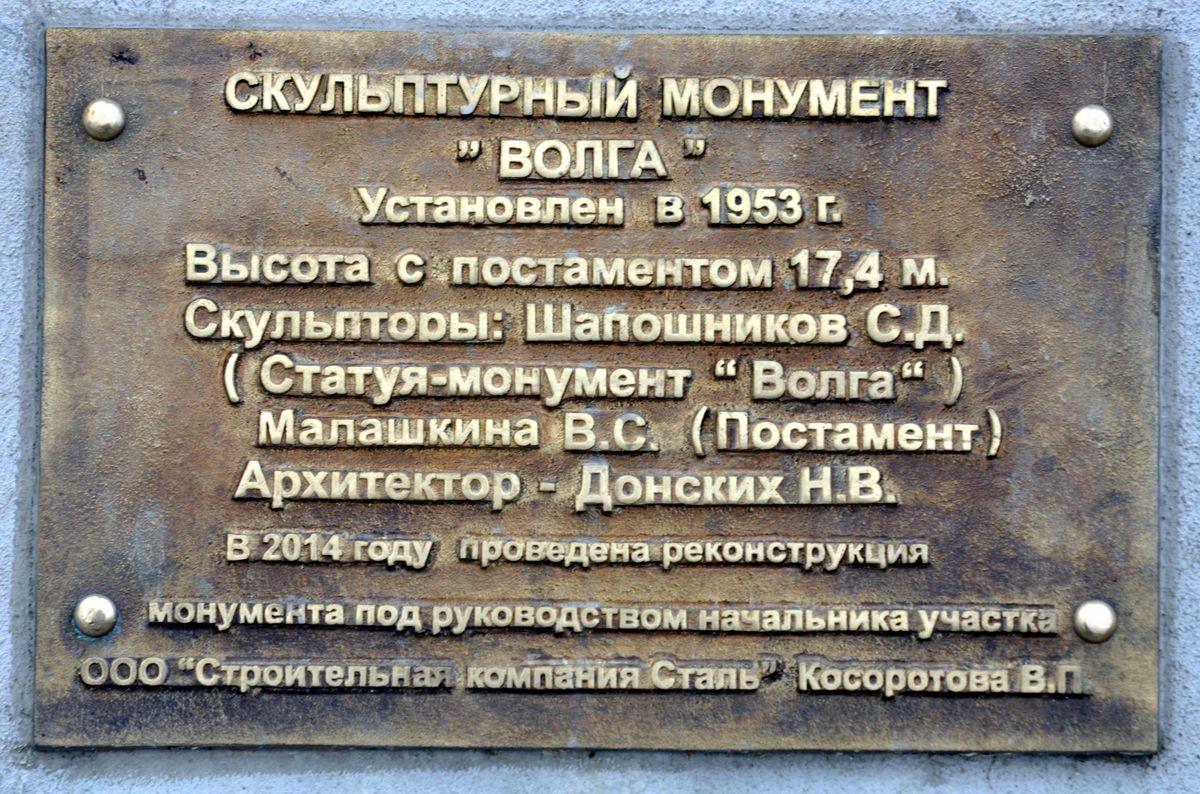 СКУЛЬПТУРНЫЙ МОНУМЕНТ
” ВОЛГА ”
Установлен в 1953 г.
Высота с постаментом 17,4 м.
Скульпторы: Шапошников С.Д.
( Статуя-монумент “ Волга“ )
Малашкина В.С. (Постамент)
Архитектор - Донских Н.В.
В 2014 году проведена реконструкция
монумента под руководством начальника участка
ООО “Строительная компания Сталь” Косоротова В.П.